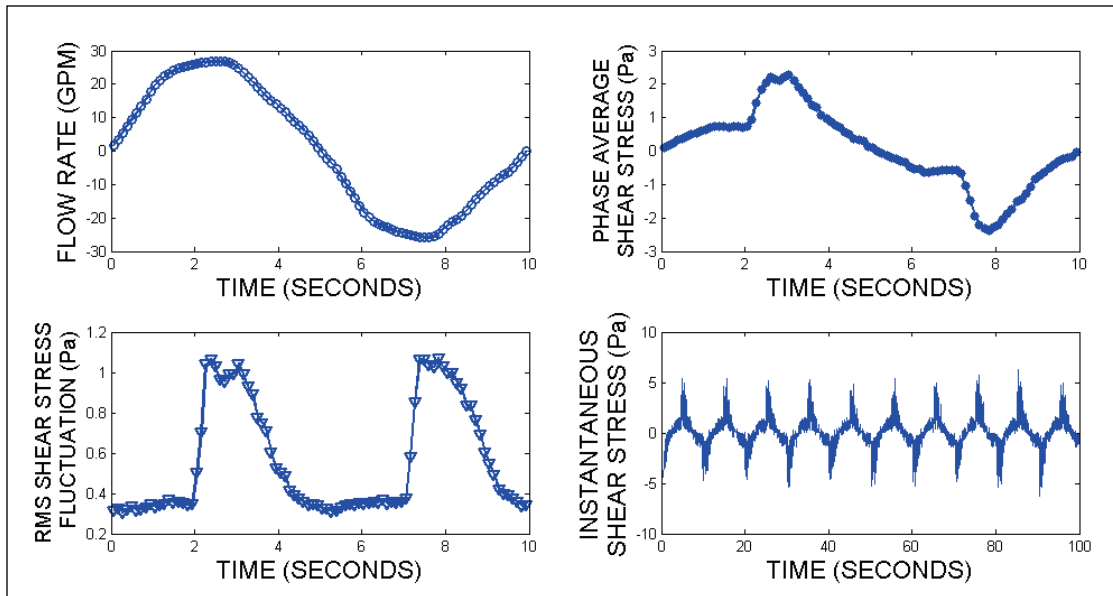 30
20
10
0
-10
-20
-30
FLOW RATE (GPM)
0 2 4 6 8 10
TIME (SECONDS)
3
2
1
0
-1
-2
-3
PHASE AVERAGE
SHEAR STRESS (Pa)
0 2 4 6 8 10
TIME (SECONDS)
1.2
1
0.8
0.6
0.4
0.2
RMS SHEAR STRESS
FLUCTUATION (Pa)
0 2 4 6 8 10
TIME (SECONDS)
10
5
0
-5
-10
INSTANTANEOUS
SHEAR STRESS (Pa)
0 20 40 60 80 100
TIME (SECONDS)